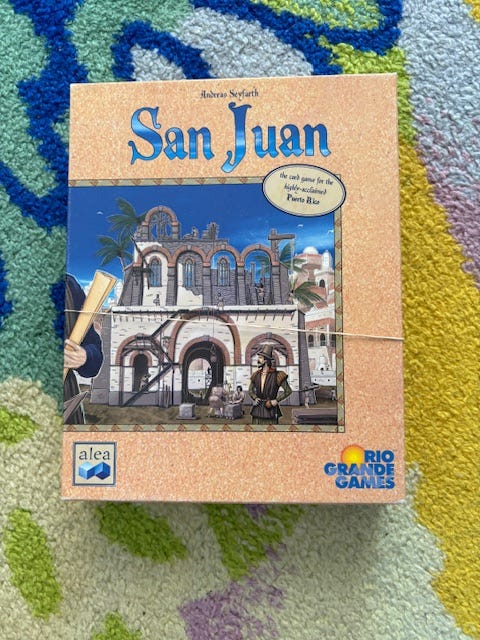 Andreas Seyfarth
San Juan
the card game for the
highly-acclaimed
Puerto Rico
alea
RIO
GRANDE
GAMES